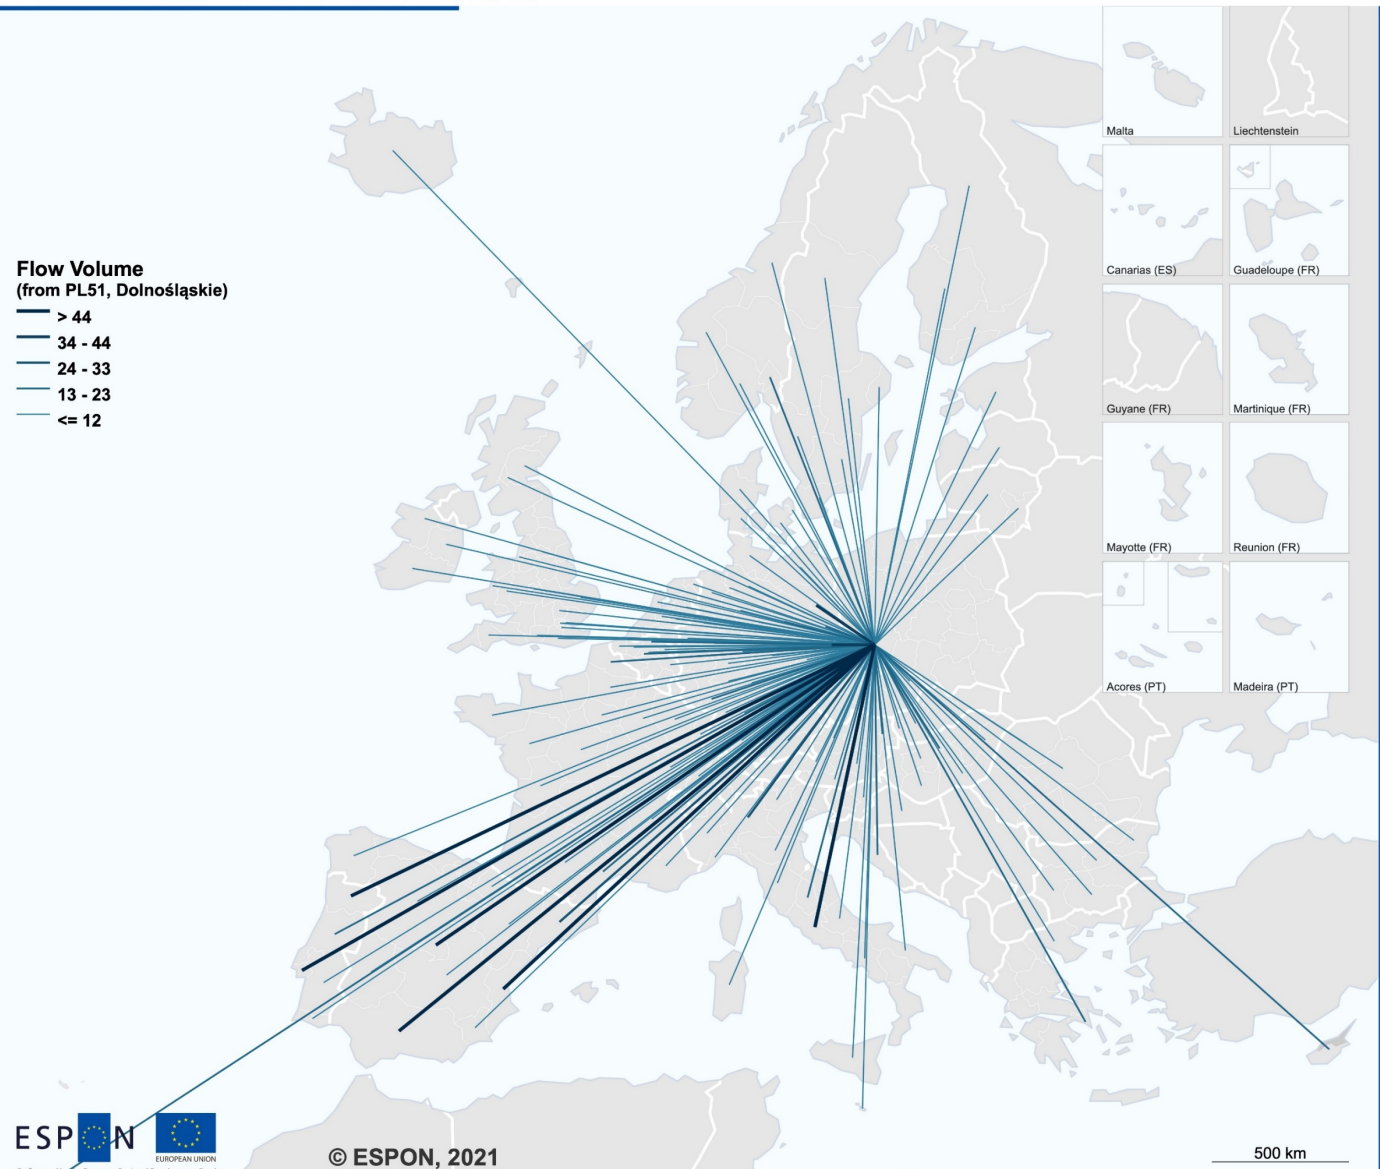 Flow Volume
(from PL51, Dolnośląskie)
> 44
34 - 44
24 - 33
13 - 23
<= 12
Malta
Liechtenstein
Canarias (ES)
Guadeloupe (FR)
Guyane (FR)
Martinique (FR)
Mayotte (FR)
Reunion (FR)
Acores (PT)
Madeira (PT)
ESPON
EUROPEAN UNION
© ESPON, 2021
500 km